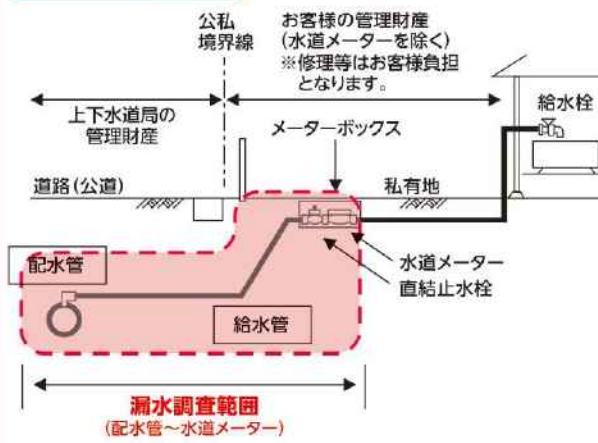 公私
境界線
お客様の管理財産
(水道メーターを除く)
※修理等はお客様負担
となります。
上下水道局の
管理財産
給水栓
メーターボックス
道路(公道)
私有地
配水管
水道メーター
直結止水栓
給水管
漏水調査範囲
(配水管~水道メーター)